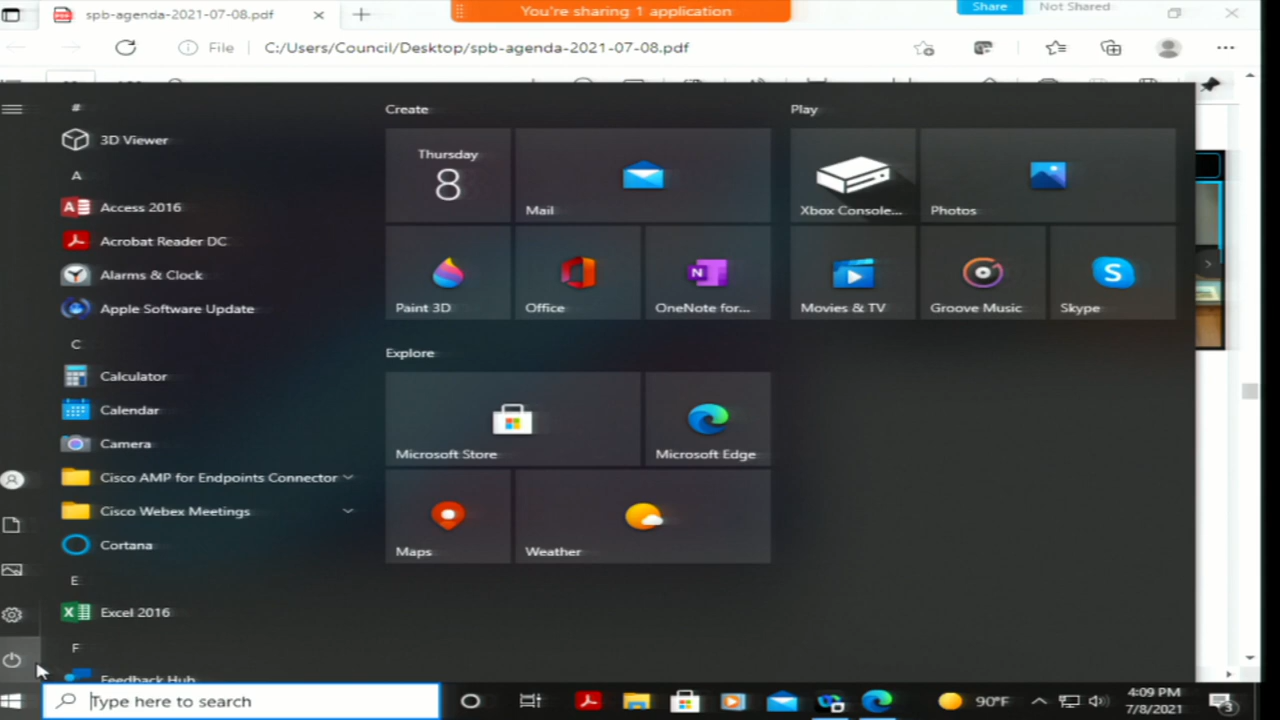 spb-agenda-2021-07-08.pdf
You're sharing 1 application
Share
Not Shared
File
C:/Users/Council/Desktop/spb-agenda-2021-07-08.pdf
#
3D Viewer
A
Access 2016
Acrobat Reader DC
Alarms & Clock
Apple Software Update
C
Calculator
Calendar
Camera
Cisco AMP for Endpoints Connector
Cisco Webex Meetings
Cortana
E
Excel 2016
F
Feedback Hub
Create
Thursday
8
Mail
Paint 3D
Office
OneNote for...
Explore
Microsoft Store
Microsoft Edge
Maps
Weather
Play
Xbox Console...
Photos
Movies & TV
Groove Music
Skype
Type here to search
90°F
4:09 PM
7/8/2021
3